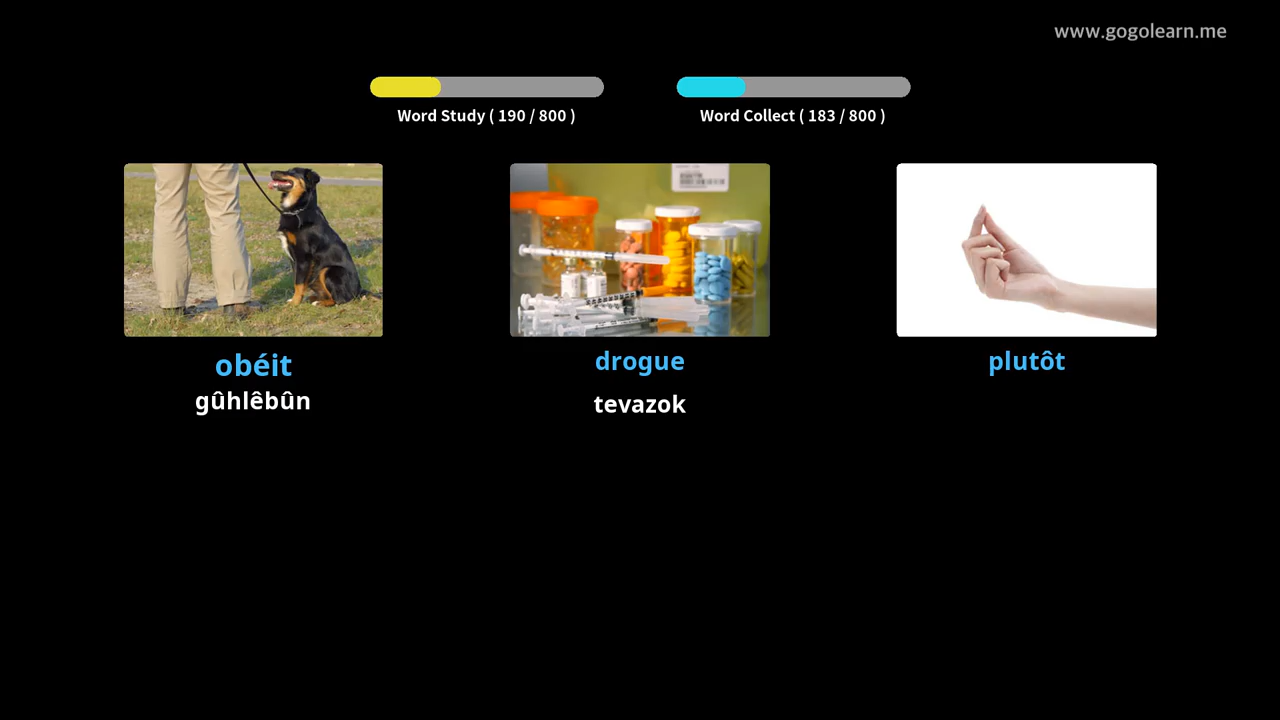 www.gogolearn.me
Word Study ( 190 / 800 )
Word Collect ( 183 / 800 )
obéit
gûhlêbûn
drogue
tevazok
plutôt